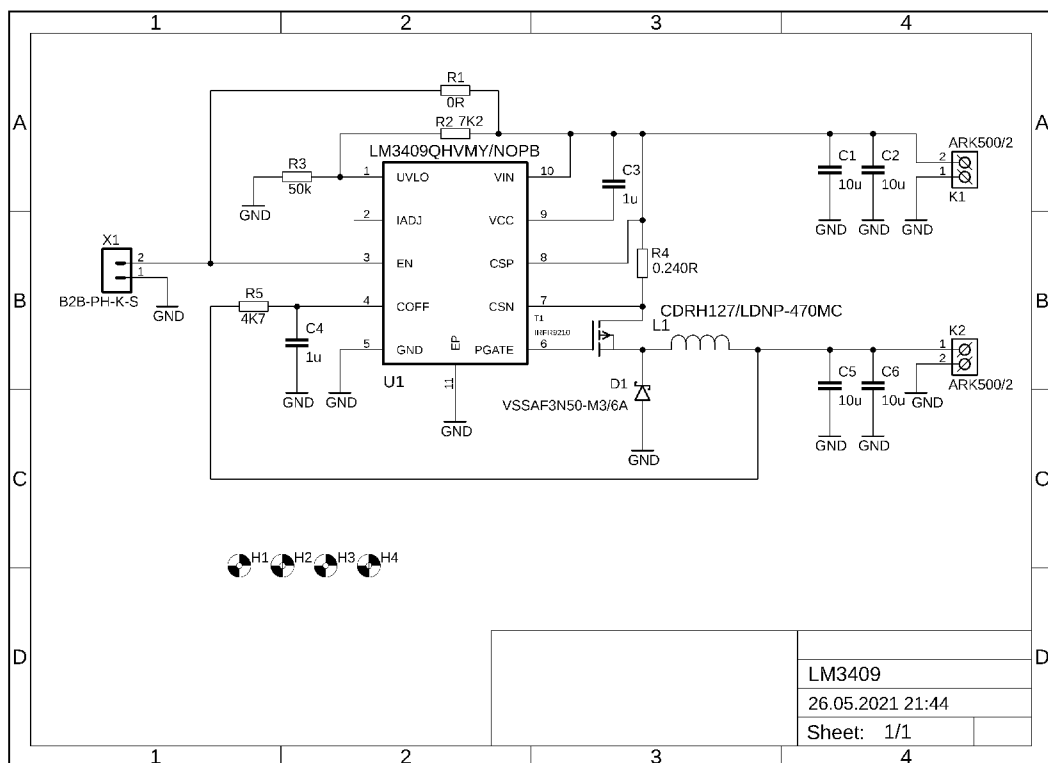 1 2 3 4
A A
B B
C C
D D
1 2 3 4
R1
0R
R2 7K2
LM3409QHVMY/NOPB
R3
50k
GND
1 UVLO VIN 10
2 IADJ VCC 9
3 EN CSP 8
4 COFF CSN 7
5 GND EP PGATE 6
11
U1
GND
C3
1u
C1
10u
C2
10u
ARK500/2
2
1
K1
GND GND GND
X1
2
1
B2B-PH-K-S
GND
R4
0.240R
R5
4K7
C4
1u
GND GND
T1
IRFR9210
CDRH127/LDNP-470MC
L1
D1
VSSAF3N50-M3/6A
GND
K2
1
2
ARK500/2
C5
10u
C6
10u
GND
GND GND
H1 H2 H3 H4
LM3409
26.05.2021 21:44
Sheet: 1/1